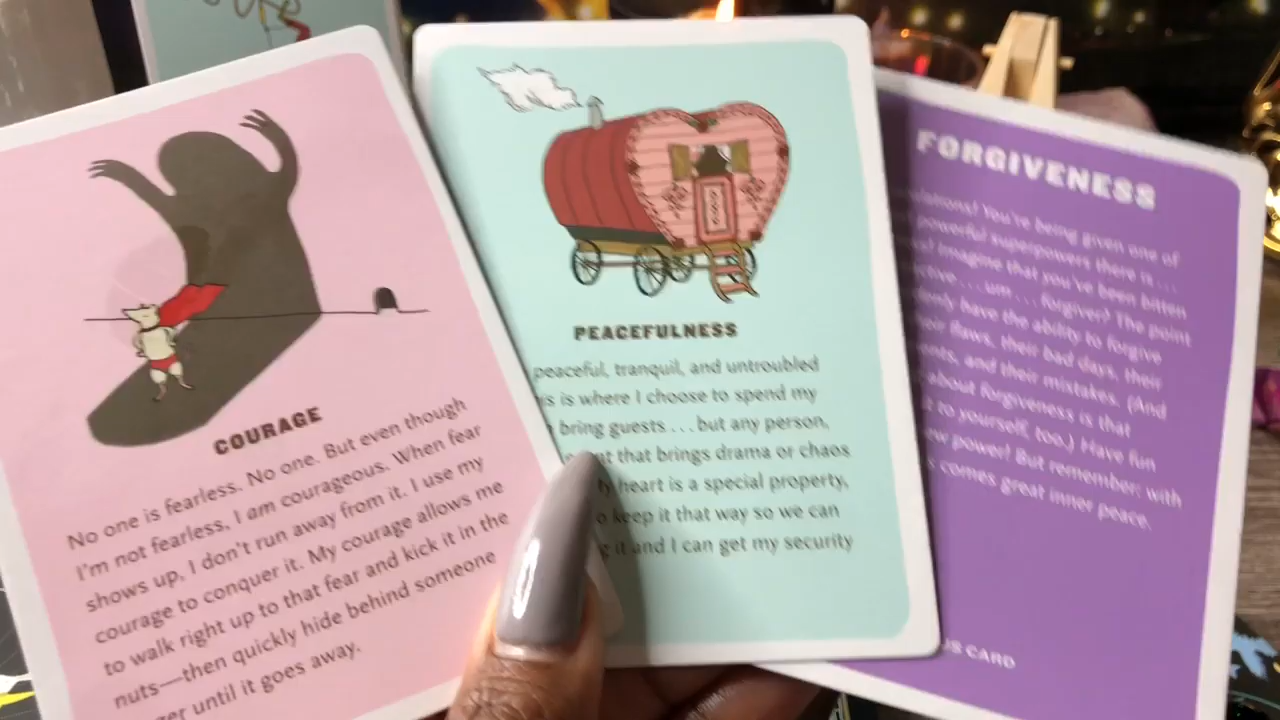 COURAGE
No one is fearless. No one. But even though
I'm not fearless, I am courageous. When fear
shows up, I don't run away from it. I use my
courage to conquer it. My courage allows me
to walk right up to that fear and kick it in the
nuts—then quickly hide behind someone
until it goes away.
PEACEFULNESS
peaceful, tranquil, and untroubled
is where I choose to spend my
bring guests . . . but any person,
that brings drama or chaos
heart is a special property,
keep it that way so we can
it and I can get my security
FORGIVENESS
You're being given one of
powerful superpowers there is . . .
Imagine that you've been bitten
. . . um . . . forgiver? The point
have the ability to forgive
their flaws, their bad days, their
and their mistakes. (And
about forgiveness is that
to yourself, too.) Have fun
new power! But remember: with
comes great inner peace.
CARD